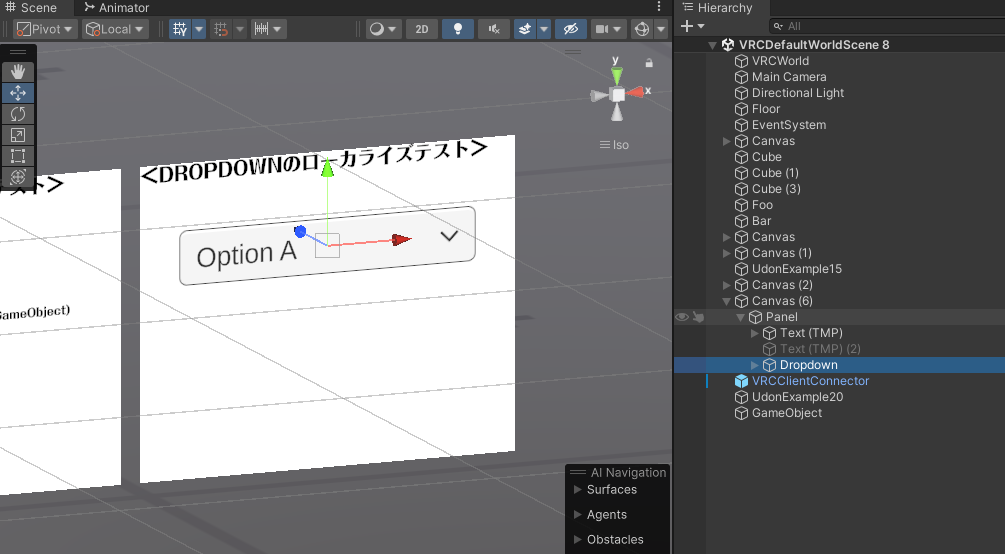 Scene
Animator
Pivot
Local
2D
y
x
Iso
スト>
<DROPDOWNのローカライズテスト>
Option A
GameObject)
AI Navigation
Surfaces
Agents
Obstacles
Hierarchy
All
VRCDefaultWorldScene 8
VRCWorld
Main Camera
Directional Light
Floor
EventSystem
Canvas
Cube
Cube (1)
Cube (3)
Foo
Bar
Canvas
Canvas (1)
UdonExample15
Canvas (2)
Canvas (6)
Panel
Text (TMP)
Text (TMP) (2)
Dropdown
VRCClientConnector
UdonExample20
GameObject